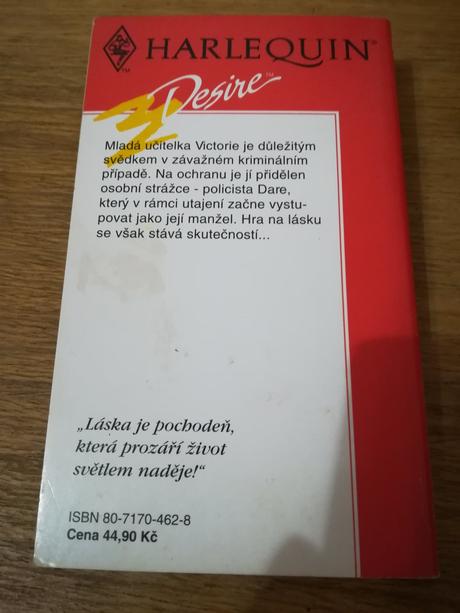 HARLEQUIN®
TM
Desire™
Mladá učitelka Victorie je důležitým
svědkem v závažném kriminálním
případě. Na ochranu je jí přidělen
osobní strážce - policista Dare,
který v rámci utajení začne vystu-
povat jako její manžel. Hra na lásku
se však stává skutečností...
„Láska je pochodeň,
která prozáří život
světlem naděje!“
ISBN 80-7170-462-8
Cena 44,90 Kč